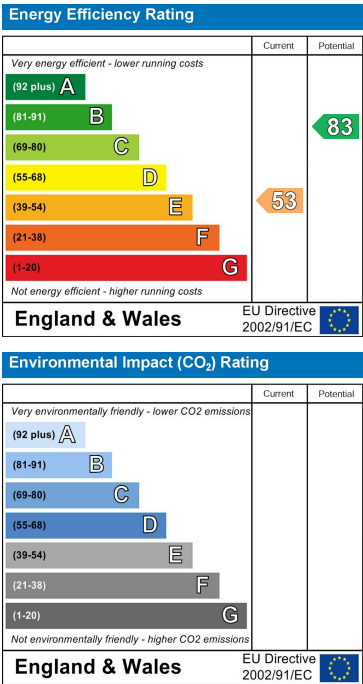 Energy Efficiency Rating
Current Potential
Very energy efficient - lower running costs
(92 plus) A
(81-91) B
83
(69-80) C
(55-68) D
(39-54) E
53
(21-38) F
(1-20) G
Not energy efficient - higher running costs
England & Wales
EU Directive
2002/91/EC
Environmental Impact (CO₂) Rating
Current Potential
Very environmentally friendly - lower CO2 emissions
(92 plus) A
(81-91) B
(69-80) C
(55-68) D
(39-54) E
(21-38) F
(1-20) G
Not environmentally friendly - higher CO2 emissions
England & Wales
EU Directive
2002/91/EC